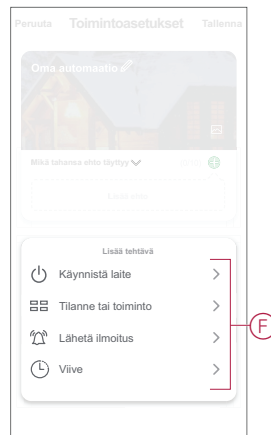 Peruuta Toimintoasetukset Tallenna
Oma automaatio
Mikä tahansa ehto täyttyy
Lisää ehto
Lisää tehtävä
Käynnistä laite
Tilanne tai toiminto
Lähetä ilmoitus
Viive
F